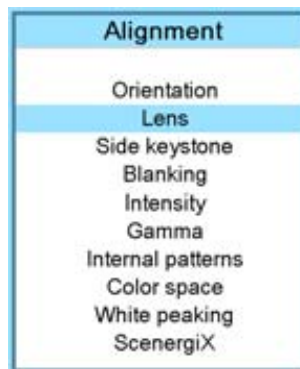 Alignment
Orientation
Lens
Side keystone
Blanking
Intensity
Gamma
Internal patterns
Color space
White peaking
ScenergiX